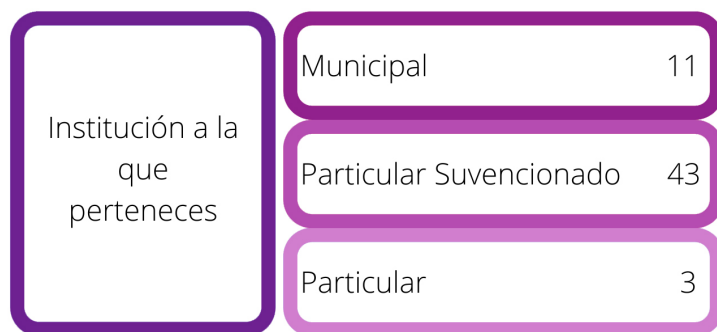 Institución a la
que
perteneces
Municipal 11
Particular Suvencionado 43
Particular 3